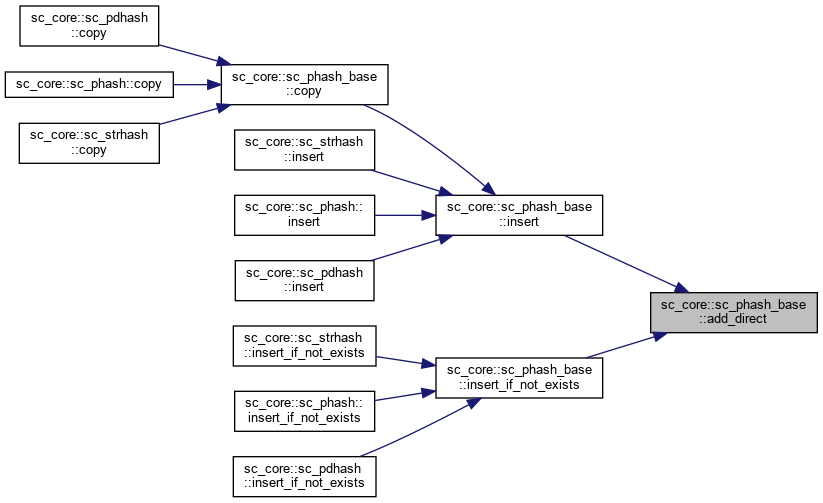 sc_core::sc_pdhash
::copy
sc_core::sc_phash::copy
sc_core::sc_strhash
::copy
sc_core::sc_phash_base
::copy
sc_core::sc_strhash
::insert
sc_core::sc_phash::
insert
sc_core::sc_pdhash
::insert
sc_core::sc_strhash
::insert_if_not_exists
sc_core::sc_phash::
insert_if_not_exists
sc_core::sc_pdhash
::insert_if_not_exists
sc_core::sc_phash_base
::insert
sc_core::sc_phash_base
::insert_if_not_exists
sc_core::sc_phash_base
::add_direct